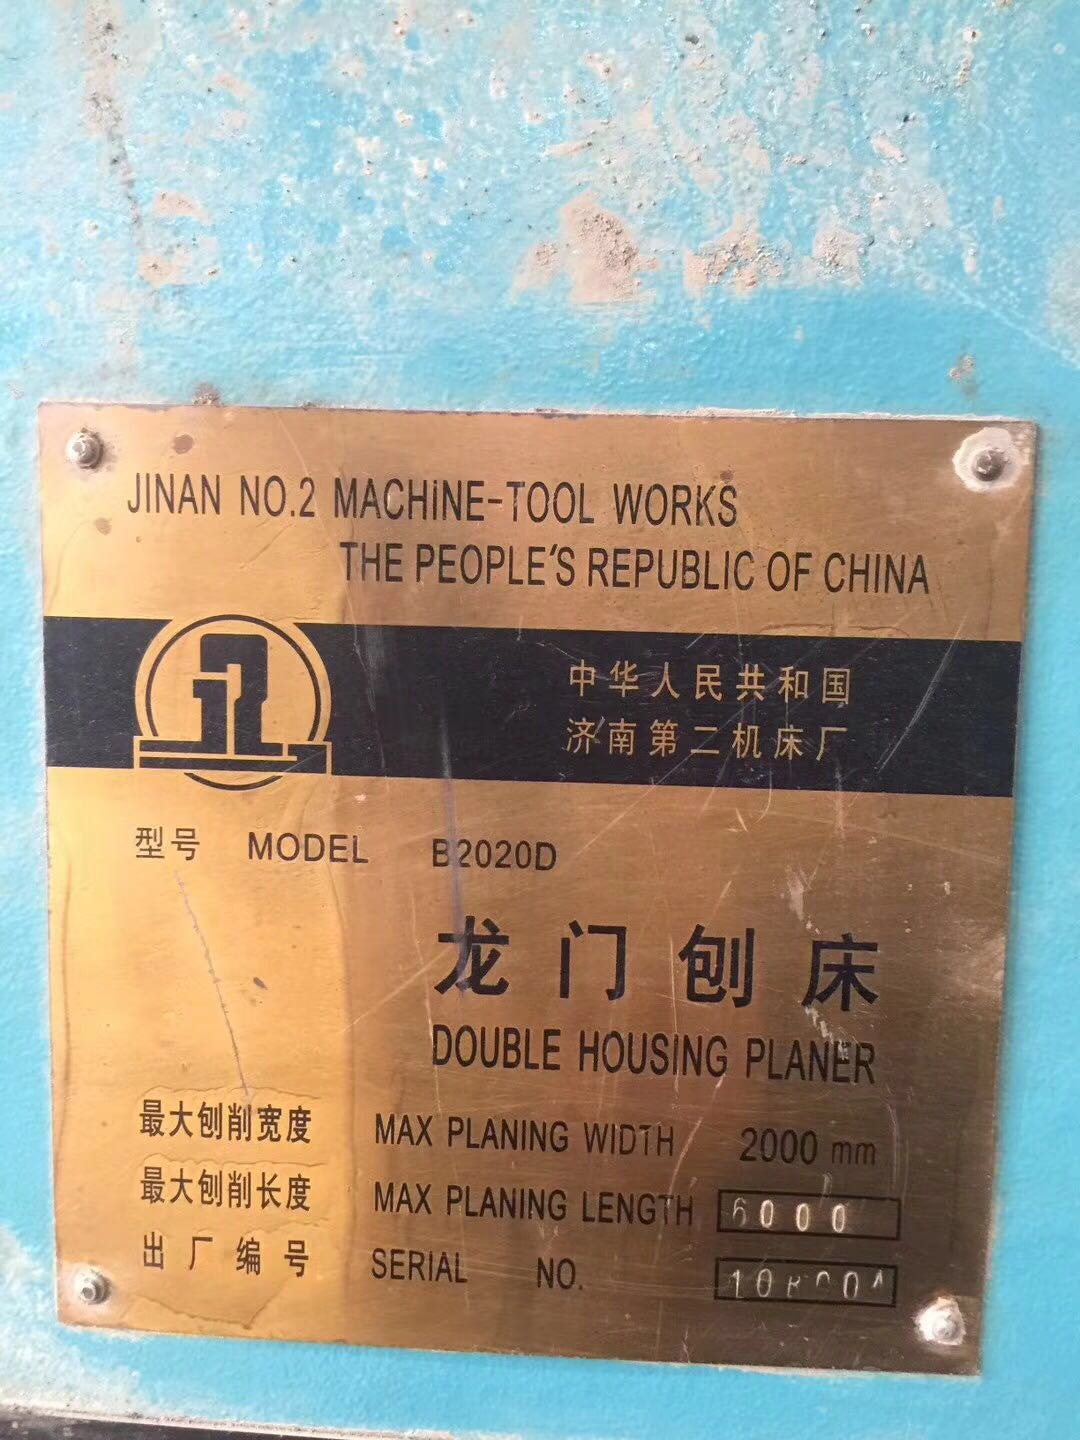 JINAN NO.2 MACHINE-TOOL WORKS
THE PEOPLE'S REPUBLIC OF CHINA
中华人民共和国
济南第二机床厂
型号 MODEL B2020D
龙门刨床
DOUBLE HOUSING PLANER
最大刨削宽度 MAX PLANING WIDTH 2000 mm
最大刨削长度 MAX PLANING LENGTH 6000
出厂编号 SERIAL NO.